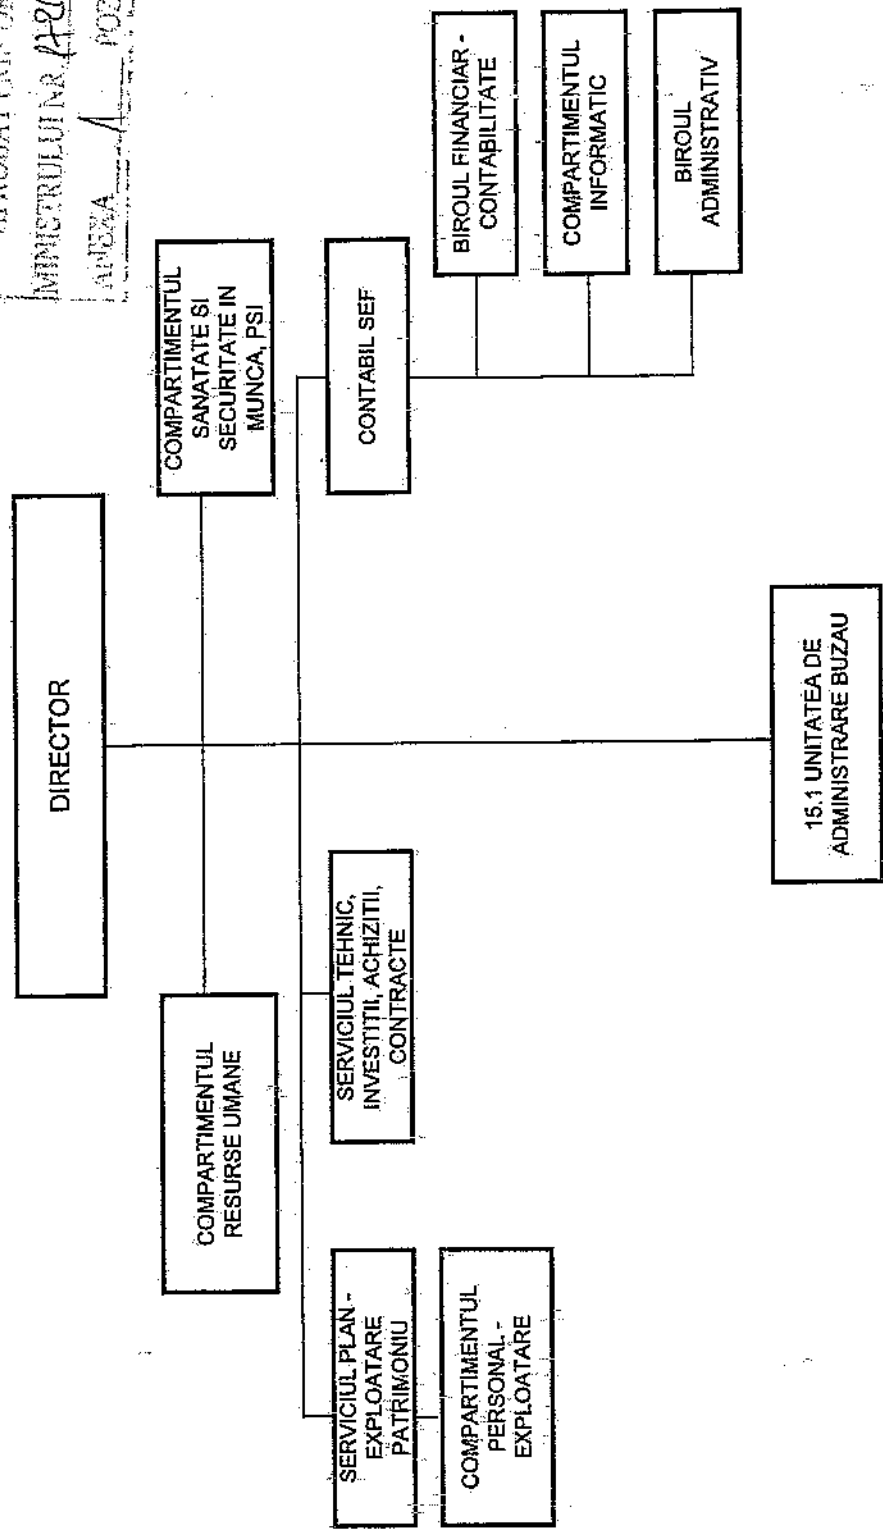 MINISTRULUI NR
ANEXA 1
DIRECTOR
COMPARTIMENTUL
RESURSE UMANE
COMPARTIMENTUL
SANATATE SI
SECURITATE IN
MUNCA, PSI
SERVICIUL PLAN -
EXPLOATARE
PATRIMONIU
SERVICIUL TEHNIC,
INVESTITII, ACHIZITII,
CONTRACTE
CONTABIL SEF
COMPARTIMENTUL
PERSONAL -
EXPLOATARE
BIROUL FINANCIAR -
CONTABILITATE
COMPARTIMENTUL
INFORMATIC
BIROUL
ADMINISTRATIV
15.1 UNITATEA DE
ADMINISTRARE BUZAU